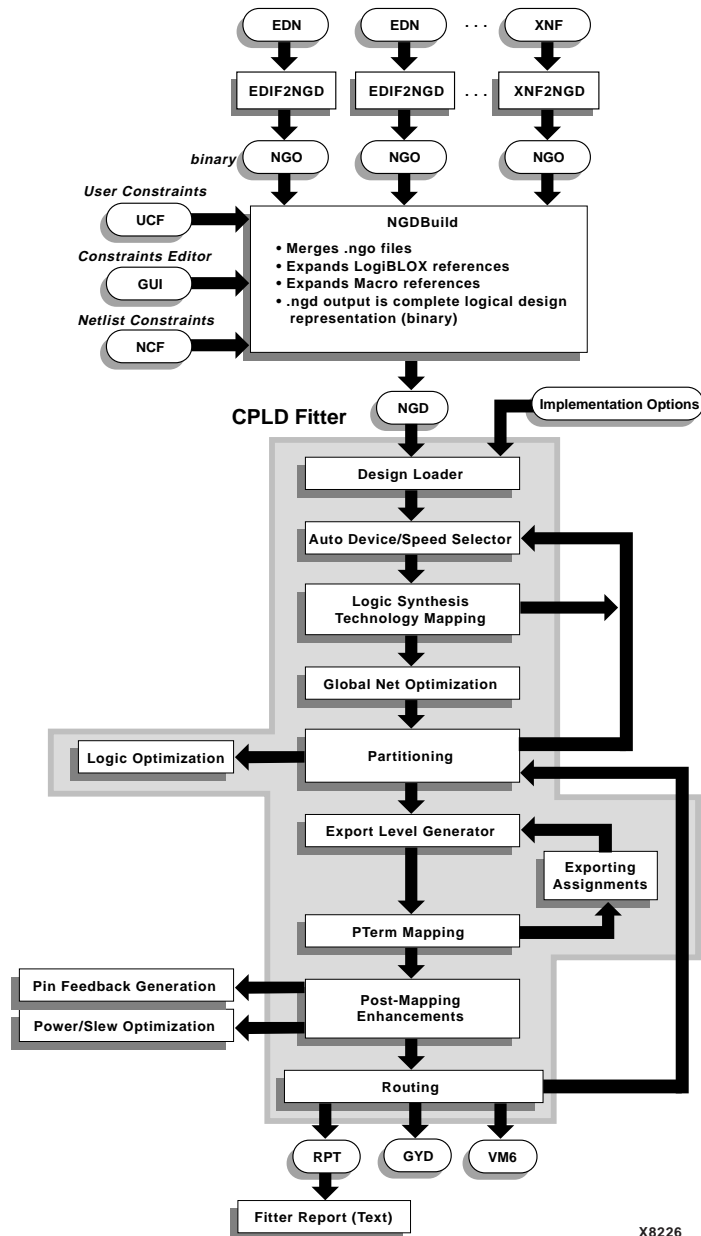 EDN EDN . . . XNF
EDIF2NGD EDIF2NGD . . . XNF2NGD
binary NGO NGO NGO
User Constraints
UCF
Constraints Editor
GUI
Netlist Constraints
NCF
NGDBuild
• Merges .ngo files
• Expands LogiBLOX references
• Expands Macro references
• .ngd output is complete logical design
representation (binary)
NGD
Implementation Options
CPLD Fitter
Design Loader
Auto Device/Speed Selector
Logic Synthesis
Technology Mapping
Global Net Optimization
Logic Optimization
Partitioning
Export Level Generator
Exporting
Assignments
PTerm Mapping
Pin Feedback Generation
Power/Slew Optimization
Post-Mapping
Enhancements
Routing
RPT GYD VM6
Fitter Report (Text)
X8226